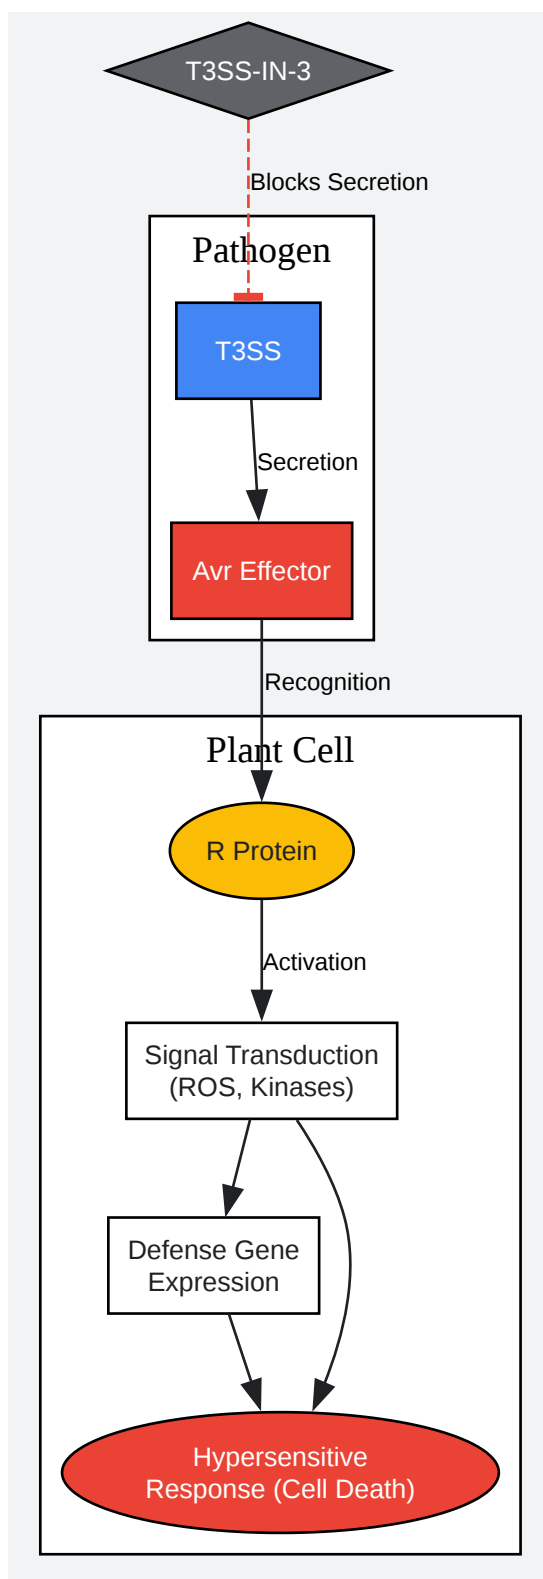 T3SS-IN-3
Blocks Secretion
Pathogen
T3SS
Secretion
Avr Effector
Recognition
Plant Cell
R Protein
Activation
Signal Transduction
(ROS, Kinases)
Defense Gene
Expression
Hypersensitive
Response (Cell Death)